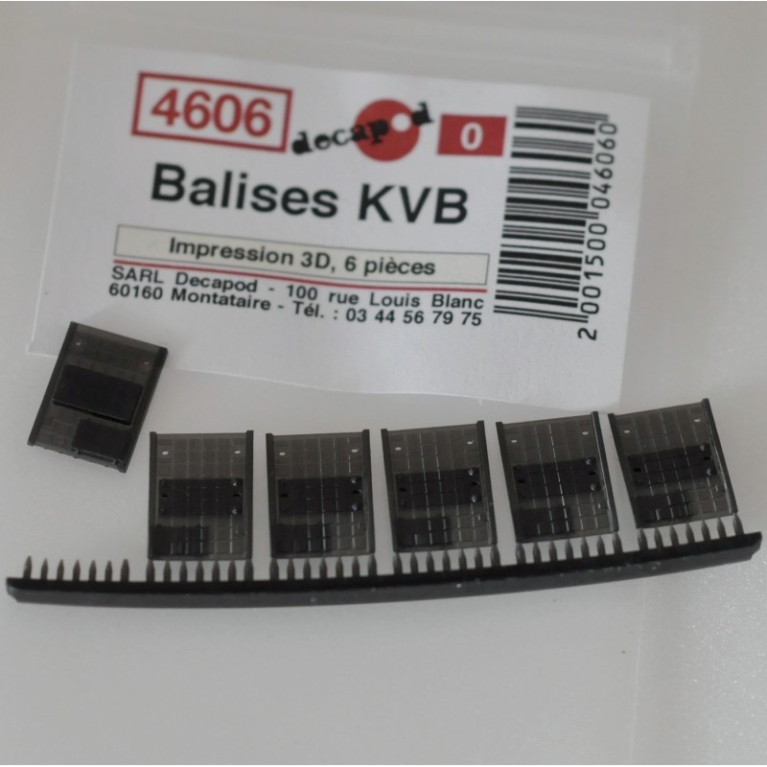 4606 decapod 0
Balises KVB
Impression 3D, 6 pièces
SARL Decapod - 100 rue Louis Blanc
60160 Montataire - Tél. : 03 44 56 79 75
2 001500 046060